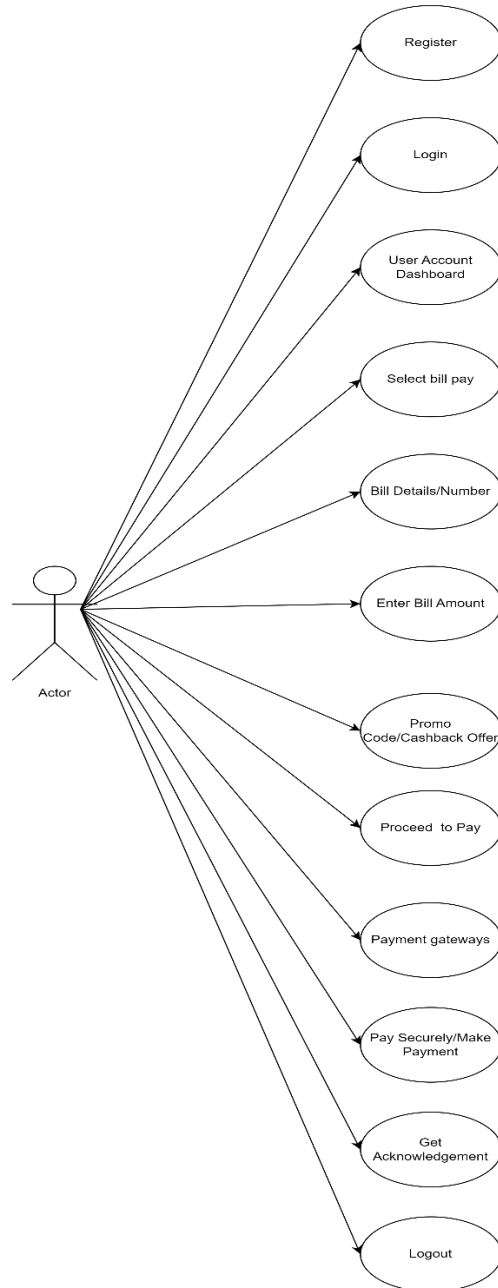 Register
Login
User Account
Dashboard
Select bill pay
Bill Details/Number
Enter Bill Amount
Actor
Promo
Code/Cashback Offer
Proceed to Pay
Payment gateways
Pay Securely/Make
Payment
Get
Acknowledgement
Logout